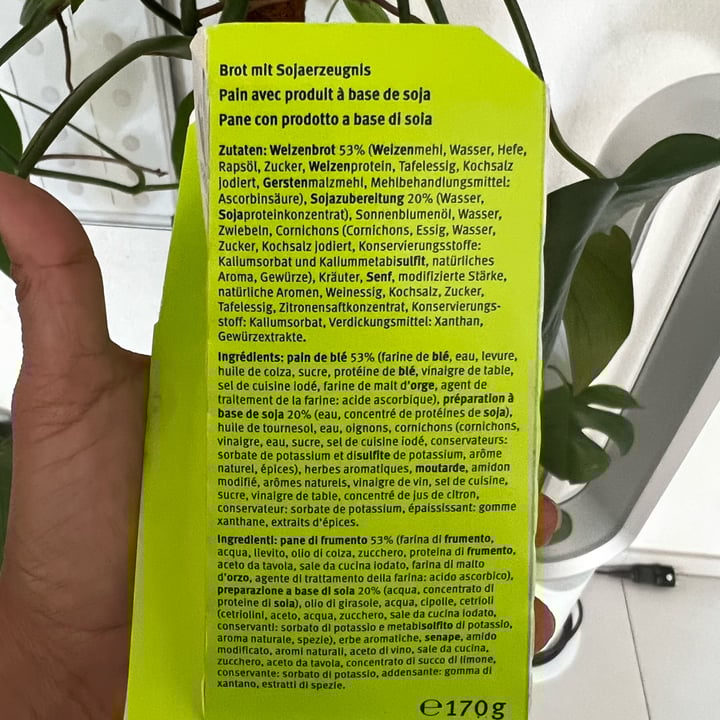 Brot mit Sojaerzeugnis
Pain avec produit à base de soja
Pane con prodotto a base di soia
Zutaten: Weizenbrot 53% (Weizenmehl, Wasser, Hefe,
Rapsöl, Zucker, Weizenprotein, Tafelessig, Kochsalz
jodiert, Gerstenmalzmehl, Mehlbehandlungsmittel:
Ascorbinsäure), Sojazubereitung 20% (Wasser,
Sojaproteinkonzentrat), Sonnenblumenöl, Wasser,
Zwiebeln, Cornichons (Cornichons, Essig, Wasser,
Zucker, Kochsalz jodiert, Konservierungsstoffe:
Kaliumsorbat und Kaliummetabisulfit, natürliches
Aroma, Gewürze), Kräuter, Senf, modifizierte Stärke,
natürliche Aromen, Weinessig, Kochsalz, Zucker,
Tafelessig, Zitronensaftkonzentrat, Konservierungs-
stoff: Kaliumsorbat, Verdickungsmittel: Xanthan,
Gewürzextrakte.
Ingrédients: pain de blé 53% (farine de blé, eau, levure,
huile de colza, sucre, protéine de blé, vinaigre de table,
sel de cuisine iodé, farine de malt d'orge, agent de
traitement de la farine: acide ascorbique), préparation à
base de soja 20% (eau, concentré de protéines de soja),
huile de tournesol, eau, oignons, cornichons (cornichons,
vinaigre, eau, sucre, sel de cuisine iodé, conservateurs:
sorbate de potassium et disulfite de potassium, arôme
naturel, épices), herbes aromatiques, moutarde, amidon
modifié, arômes naturels, vinaigre de vin, sel de cuisine,
sucre, vinaigre de table, concentré de jus de citron,
conservateur: sorbate de potassium, épaississant: gomme
xanthane, extraits d'épices.
Ingredienti: pane di frumento 53% (farina di frumento,
acqua, lievito, olio di colza, zucchero, proteina di frumento,
aceto da tavola, sale da cucina iodato, farina di malto
d'orzo, agente di trattamento della farina: acido ascorbico),
preparazione a base di soia 20% (acqua, concentrato di
proteine di soia), olio di girasole, acqua, cipolle, cetrioli
(cetriolini, aceto, acqua, zucchero, sale da cucina iodato,
conservanti: sorbato di potassio e metabisolfito di potassio,
aroma naturale, spezie), erbe aromatiche, senape, amido
modificato, aromi naturali, aceto di vino, sale da cucina,
zucchero, aceto da tavola, concentrato di succo di limone,
conservante: sorbato di potassio, addensante: gomma di
xantano, estratti di spezie.
℮170g